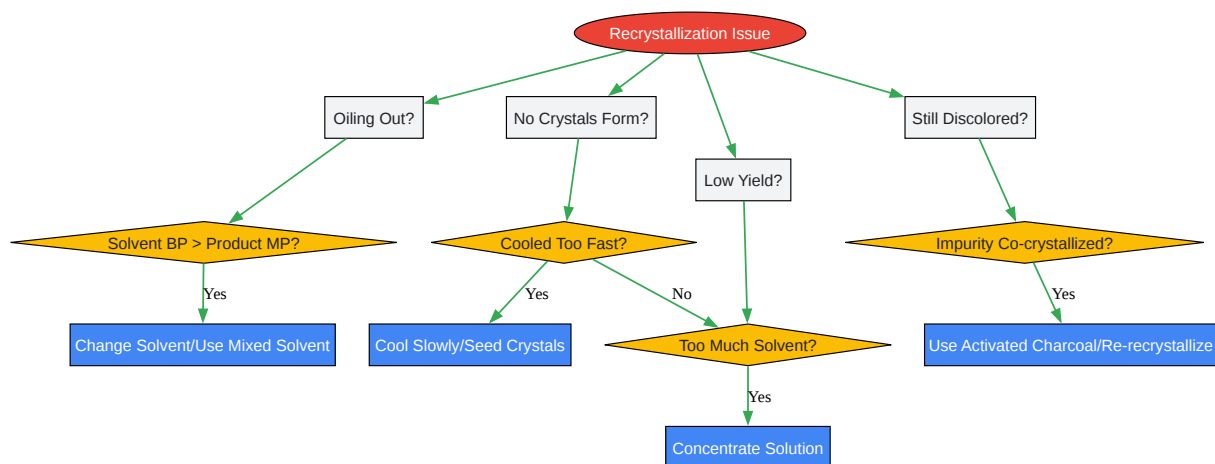 Recrystallization Issue
Oiling Out?
No Crystals Form?
Still Discolored?
Low Yield?
Solvent BP > Product MP?
Cooled Too Fast?
Impurity Co-crystallized?
Yes
Yes
No
Yes
Change Solvent/Use Mixed Solvent
Cool Slowly/Seed Crystals
Too Much Solvent?
Use Activated Charcoal/Re-recrystallize
Yes
Concentrate Solution